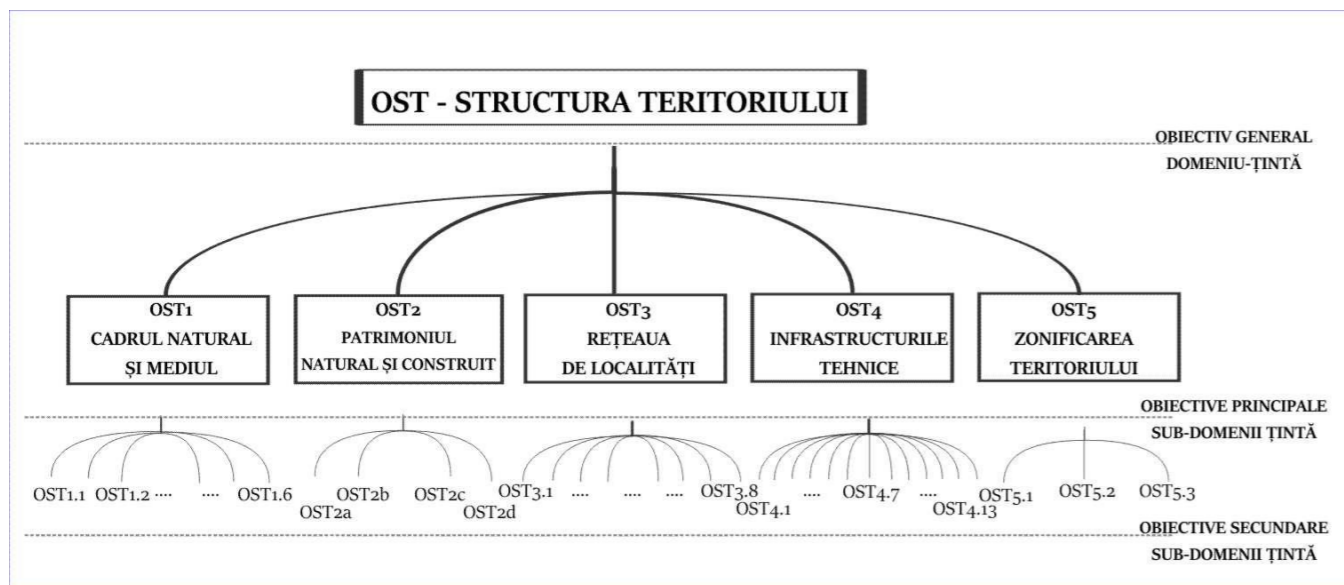 OST - STRUCTURA TERITORIULUI
OBIECTIV GENERAL
DOMENIU-ȚINTĂ
OST1
CADRUL NATURAL
ȘI MEDIUL
OST2
PATRIMONIUL
NATURAL ȘI CONSTRUIT
OST3
REȚEAUA
DE LOCALITĂȚI
OST4
INFRASTRUCTURILE
TEHNICE
OST5
ZONIFICAREA
TERITORIULUI
OBIECTIVE PRINCIPALE
SUB-DOMENII ȚINTĂ
OST1.1 OST1.2 .... .... OST1.6
OST2a OST2b OST2c OST2d
OST3.1 .... .... .... OST3.8
OST4.1 .... OST4.7 .... OST4.13
OST5.1 OST5.2 OST5.3
OBIECTIVE SECUNDARE
SUB-DOMENII ȚINTĂ